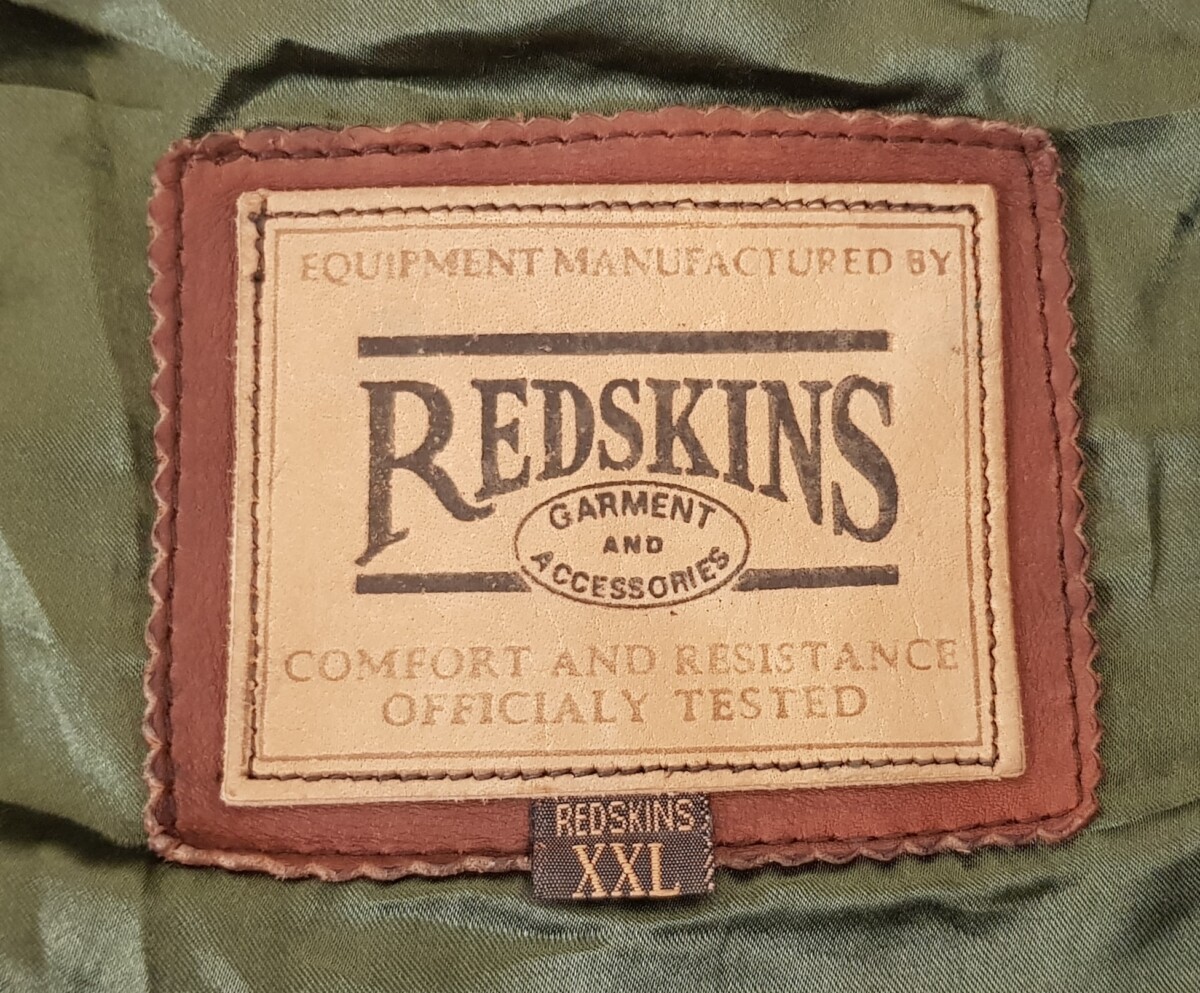 EQUIPMENT MANUFACTURED BY
REDSKINS
GARMENT
AND
ACCESSORIES
COMFORT AND RESISTANCE
OFFICIALY TESTED
REDSKINS
XXL